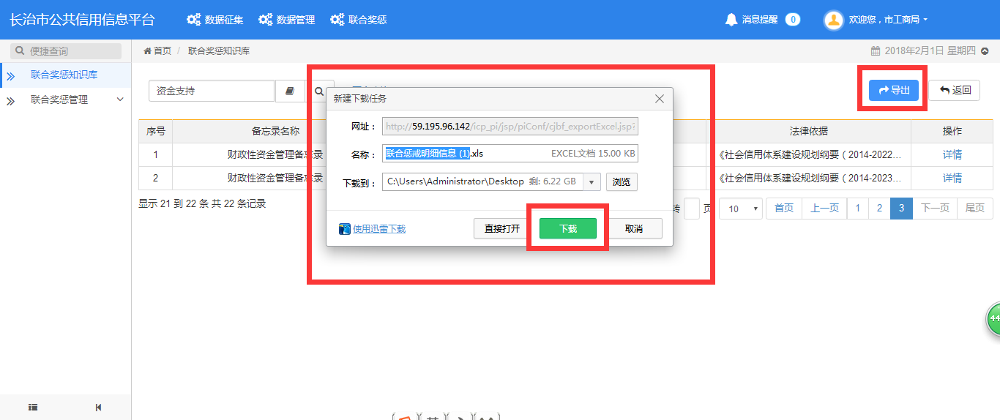 长治市公共信用信息平台 数据征集 数据管理 联合奖惩 消息提醒 0 欢迎您，市工商局
便捷查询
首页 / 联合奖惩知识库 2018年2月1日 星期四
联合奖惩知识库
联合奖惩管理
资金支持
导出 返回
新建下载任务
网址： http://59.195.96.142/icp_pi/jsp/piConf/cjbf_exportExcel.jsp?
名称： 联合惩戒明细信息 (1).xls EXCEL文档 15.00 KB
下载到： C:\Users\Administrator\Desktop 剩: 6.22 GB 浏览
使用迅雷下载 直接打开 下载 取消
序号 备忘录名称 法律依据 操作
1 财政性资金管理备忘录 《社会信用体系建设规划纲要（2014-2022... 详情
2 财政性资金管理备忘录 《社会信用体系建设规划纲要（2014-2023... 详情
显示 21 到 22 条 共 22 条记录
转 页 10 首页 上一页 1 2 3 下一页 尾页
44